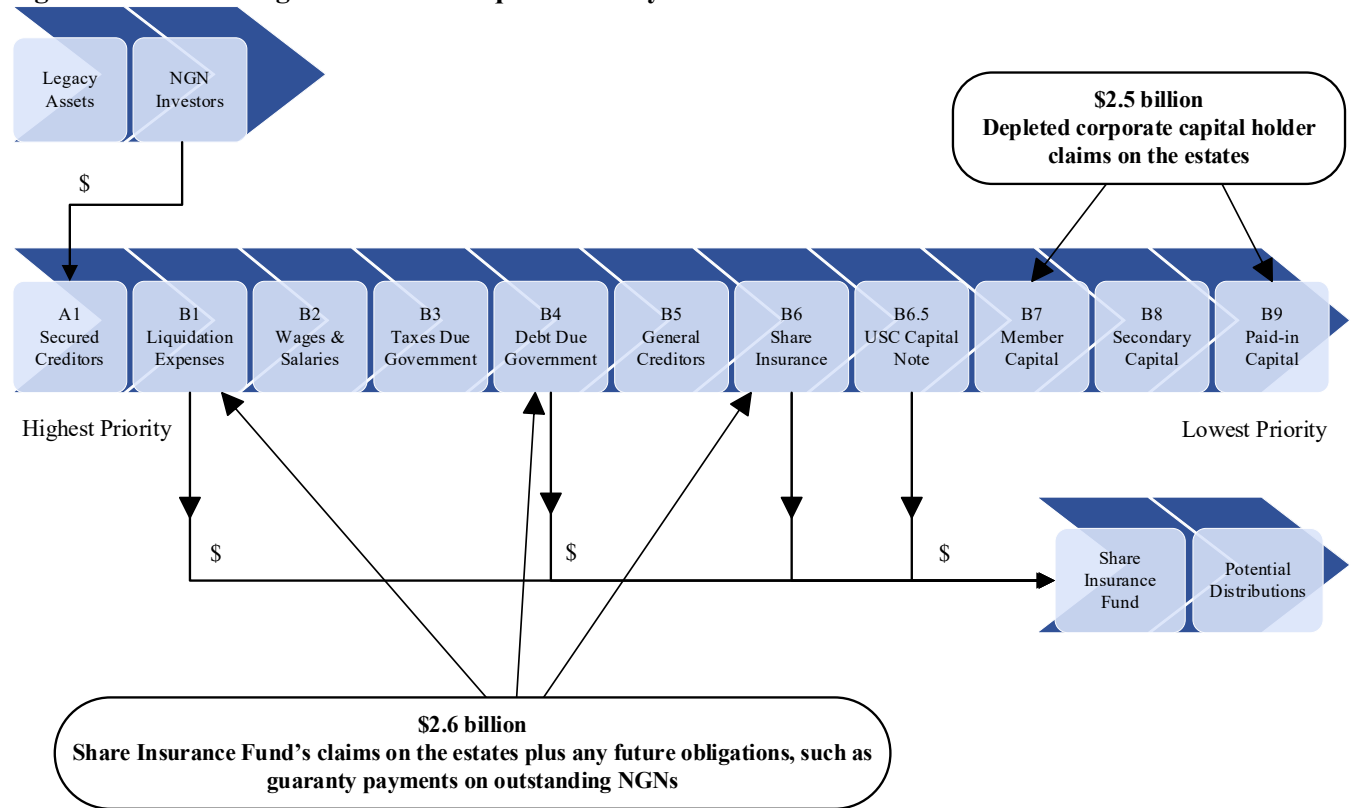 Legacy
Assets
NGN
Investors
$2.5 billion
Depleted corporate capital holder
claims on the estates
$
A1
Secured
Creditors
B1
Liquidation
Expenses
B2
Wages &
Salaries
B3
Taxes Due
Government
B4
Debt Due
Government
B5
General
Creditors
B6
Share
Insurance
B6.5
USC Capital
Note
B7
Member
Capital
B8
Secondary
Capital
B9
Paid-in
Capital
Highest Priority
Lowest Priority
$
$
$
Share
Insurance
Fund
Potential
Distributions
$2.6 billion
Share Insurance Fund’s claims on the estates plus any future obligations, such as
guaranty payments on outstanding NGNs